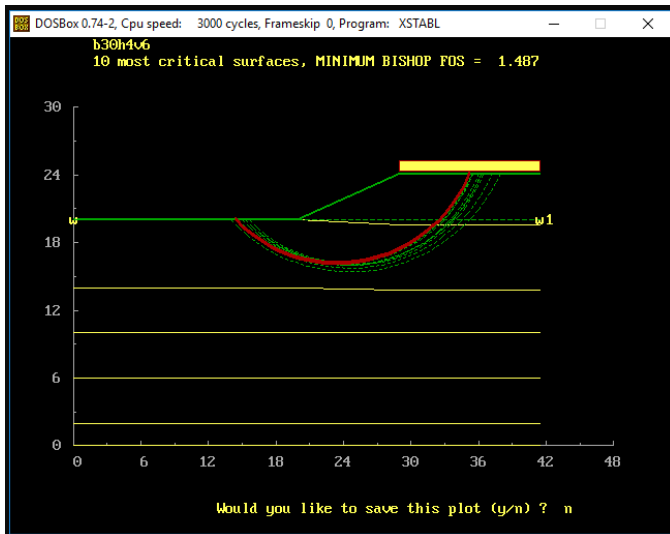 DOSBox 0.74-2, Cpu speed: 3000 cycles, Frameskip 0, Program: XSTABL
b30h4v6
10 most critical surfaces, MINIMUM BISHOP FOS = 1.487
30
24
w
w1
18
12
6
0
0 6 12 18 24 30 36 42 48
Would you like to save this plot (y/n) ? n